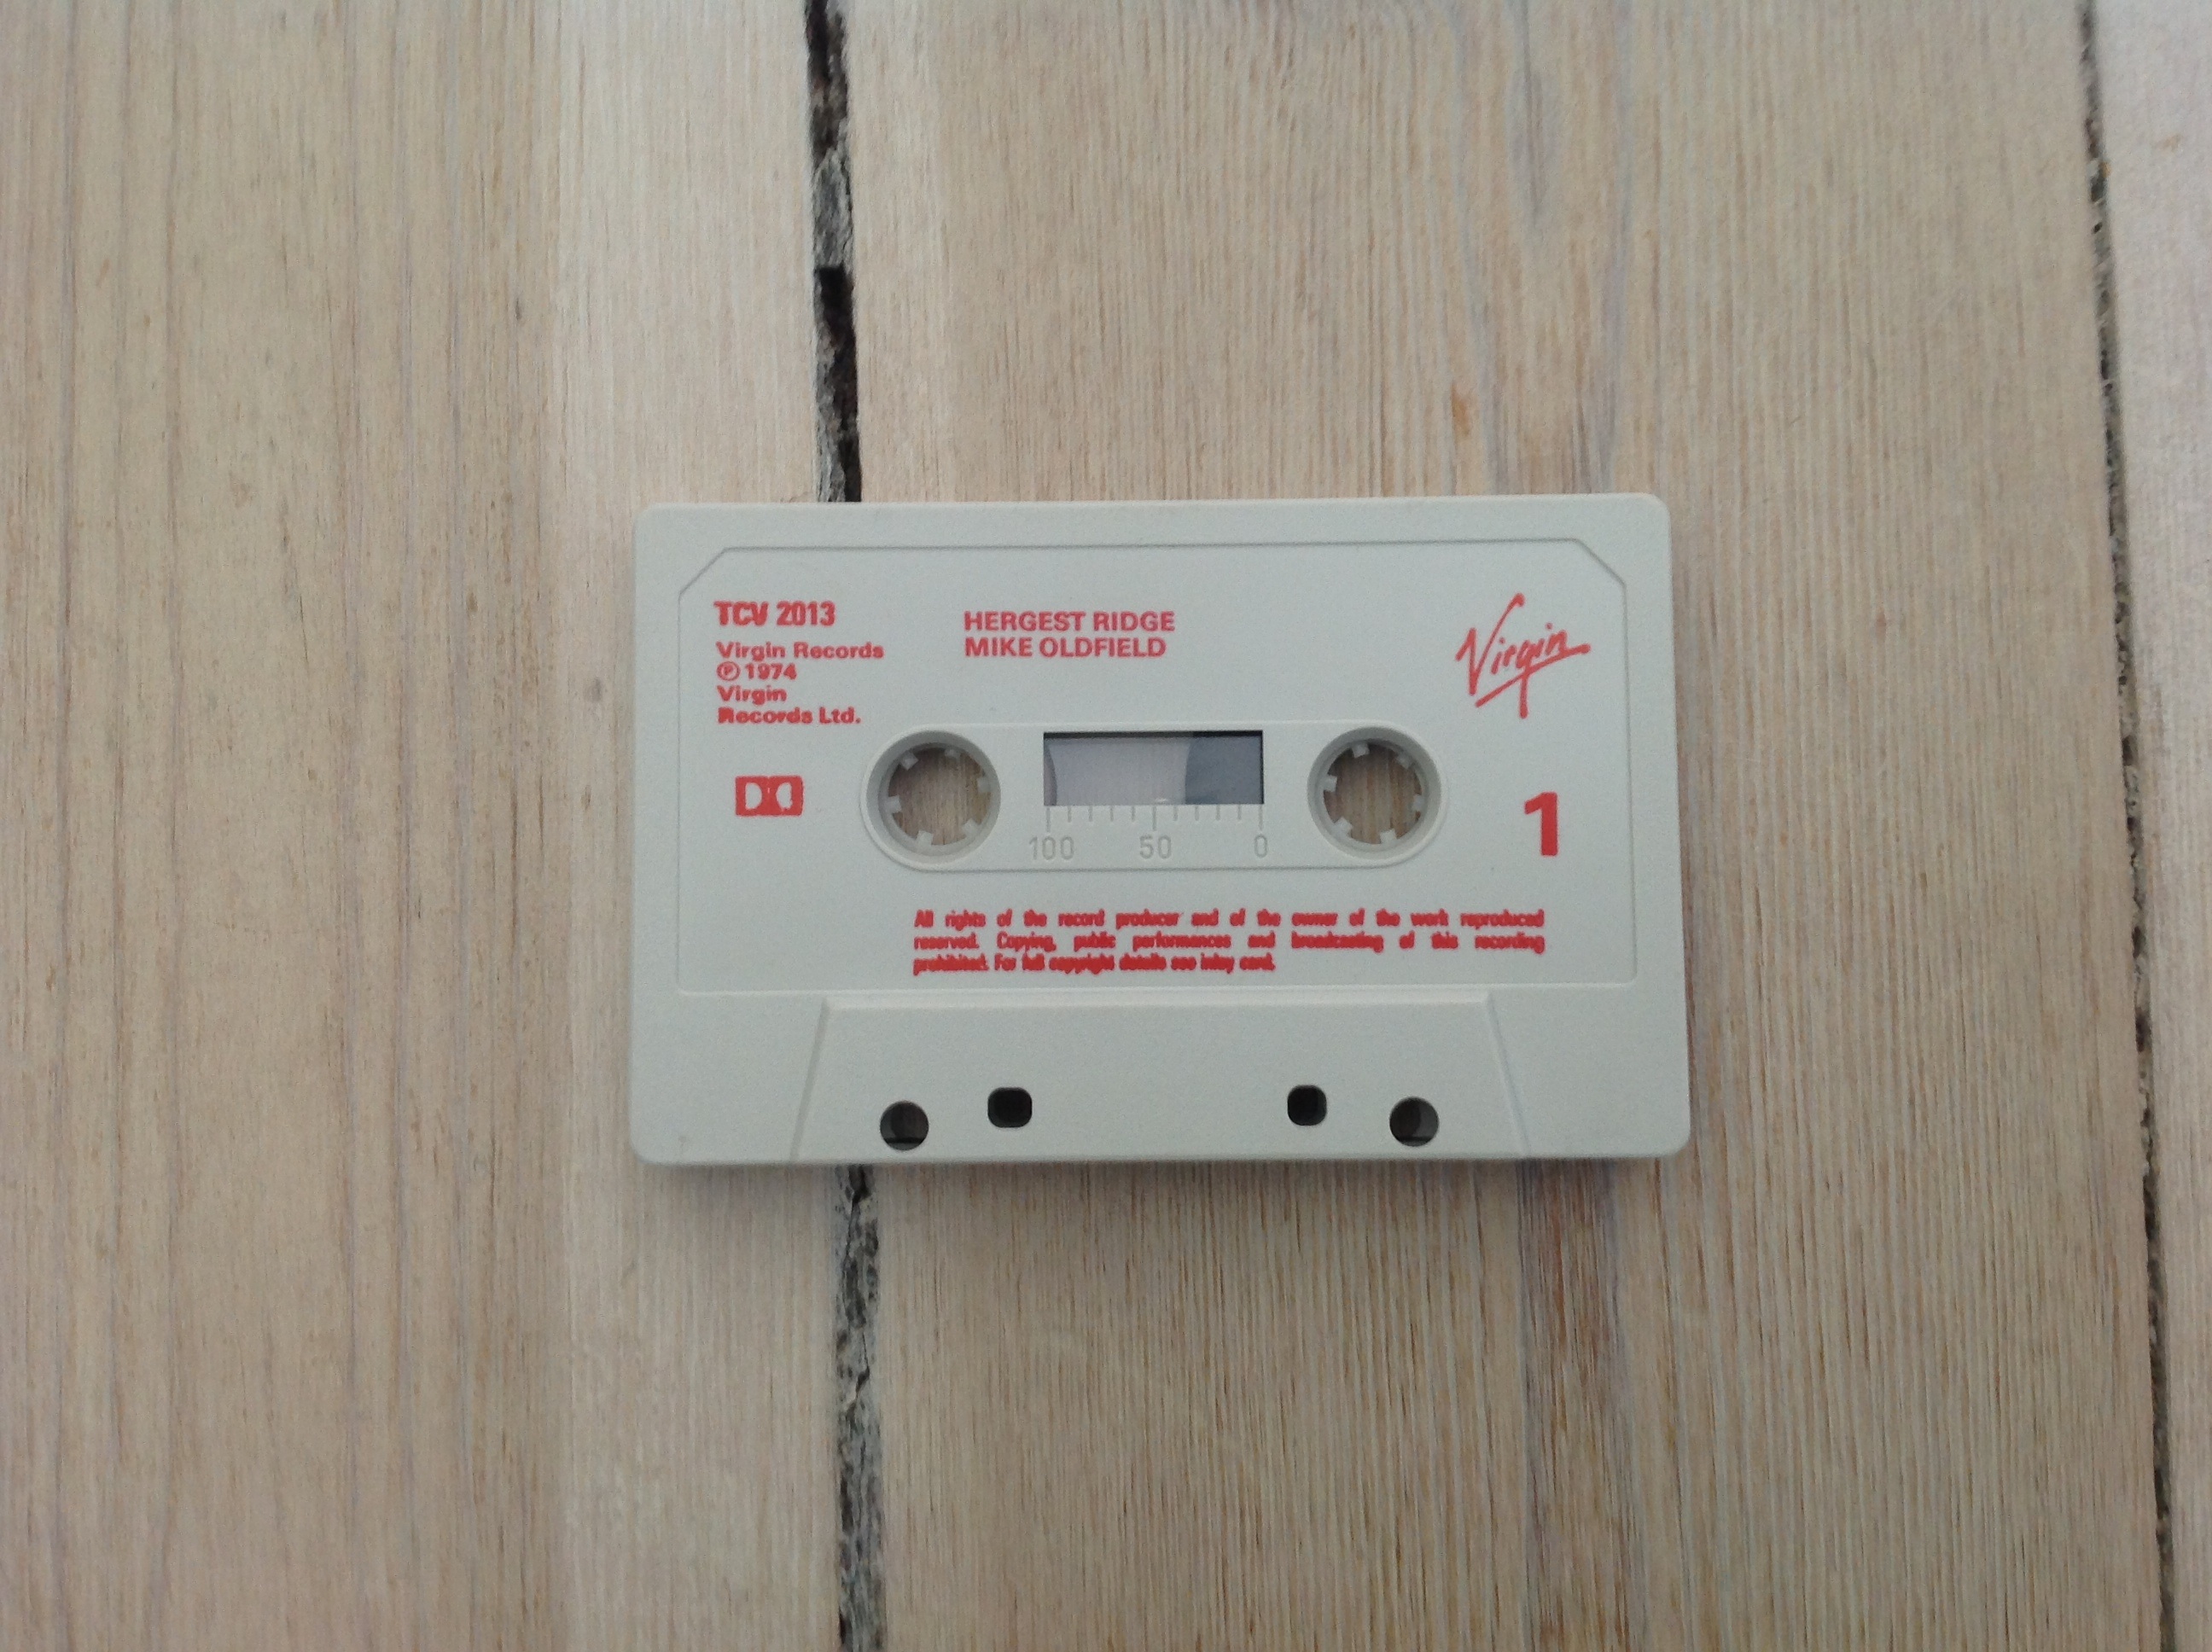 TCV 2013
Virgin Records
Ⓟ 1974
Virgin
Records Ltd.
HERGEST RIDGE
MIKE OLDFIELD
Virgin
1
100 50 0
All rights of the record producer and of the owner of the work reproduced
reserved. Copying, public performances and broadcasting of this recording
prohibited. For full copyright details see inlay card.